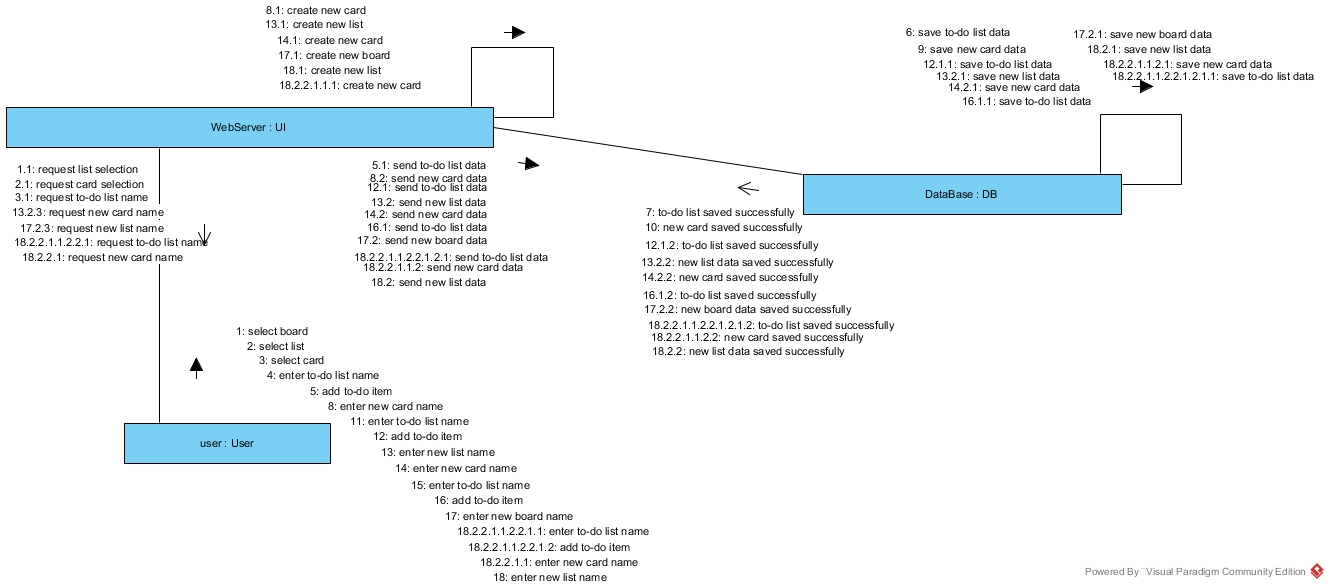 8.1: create new card
13.1: create new list
14.1: create new card
17.1: create new board
18.1: create new list
18.2.2.1.1.1: create new card
6: save to-do list data
9: save new card data
12.1.1: save to-do list data
13.2.1: save new list data
14.2.1: save new card data
16.1.1: save to-do list data
17.2.1: save new board data
18.2.1: save new list data
18.2.2.1.1.2.1: save new card data
18.2.2.1.1.2.2.1.2.1.1: save to-do list data
WebServer : UI
DataBase : DB
1.1: request list selection
2.1: request card selection
3.1: request to-do list name
13.2.3: request new card name
17.2.3: request new list name
18.2.2.1.1.2.2.1: request to-do list name
18.2.2.1: request new card name
5.1: send to-do list data
8.2: send new card data
12.1: send to-do list data
13.2: send new list data
14.2: send new card data
16.1: send to-do list data
17.2: send new board data
18.2.2.1.1.2.2.1.2.1: send to-do list data
18.2.2.1.1.2: send new card data
18.2: send new list data
7: to-do list saved successfully
10: new card saved successfully
12.1.2: to-do list saved successfully
13.2.2: new list data saved successfully
14.2.2: new card saved successfully
16.1.2: to-do list saved successfully
17.2.2: new board data saved successfully
18.2.2.1.1.2.2.1.2.1.2: to-do list saved successfully
18.2.2.1.1.2.2: new card saved successfully
18.2.2: new list data saved successfully
1: select board
2: select list
3: select card
4: enter to-do list name
5: add to-do item
8: enter new card name
11: enter to-do list name
12: add to-do item
13: enter new list name
14: enter new card name
15: enter to-do list name
16: add to-do item
17: enter new board name
18.2.2.1.1.2.2.1.1: enter to-do list name
18.2.2.1.1.2.2.1.2: add to-do item
18.2.2.1.1: enter new card name
18: enter new list name
user : User
Powered By Visual Paradigm Community Edition